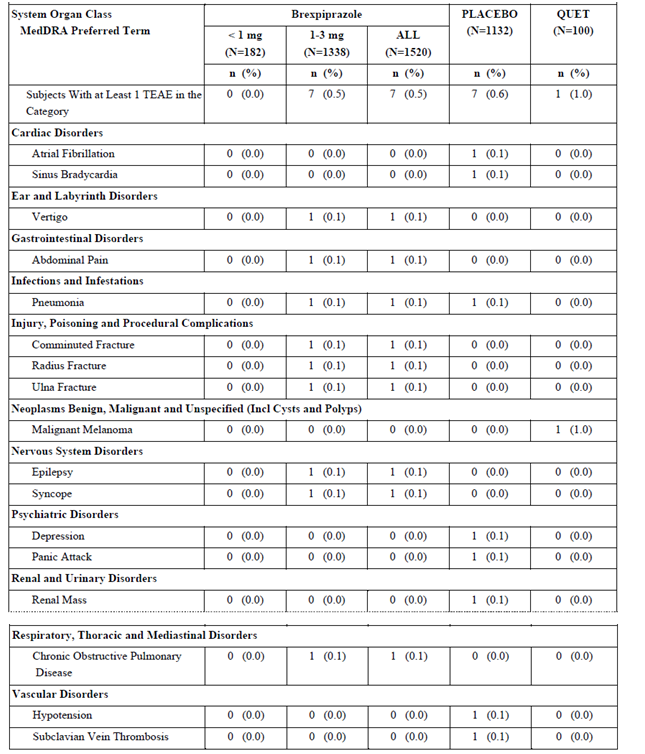 System Organ Class
MedDRA Preferred Term
Brexpiprazole
PLACEBO
(N=1132)
QUET
(N=100)
< 1 mg
(N=182)
1-3 mg
(N=1338)
ALL
(N=1520)
n (%) n (%) n (%) n (%) n (%)
Subjects With at Least 1 TEAE in the 0 (0.0) 7 (0.5) 7 (0.5) 7 (0.6) 1 (1.0)
Category
Cardiac Disorders
Atrial Fibrillation 0 (0.0) 0 (0.0) 0 (0.0) 1 (0.1) 0 (0.0)
Sinus Bradycardia 0 (0.0) 0 (0.0) 0 (0.0) 1 (0.1) 0 (0.0)
Ear and Labyrinth Disorders
Vertigo 0 (0.0) 1 (0.1) 1 (0.1) 0 (0.0) 0 (0.0)
Gastrointestinal Disorders
Abdominal Pain 0 (0.0) 1 (0.1) 1 (0.1) 0 (0.0) 0 (0.0)
Infections and Infestations
Pneumonia 0 (0.0) 1 (0.1) 1 (0.1) 1 (0.1) 0 (0.0)
Injury, Poisoning and Procedural Complications
Comminuted Fracture 0 (0.0) 1 (0.1) 1 (0.1) 0 (0.0) 0 (0.0)
Radius Fracture 0 (0.0) 1 (0.1) 1 (0.1) 0 (0.0) 0 (0.0)
Ulna Fracture 0 (0.0) 1 (0.1) 1 (0.1) 0 (0.0) 0 (0.0)
Neoplasms Benign, Malignant and Unspecified (Incl Cysts and Polyps)
Malignant Melanoma 0 (0.0) 0 (0.0) 0 (0.0) 0 (0.0) 1 (1.0)
Nervous System Disorders
Epilepsy 0 (0.0) 1 (0.1) 1 (0.1) 0 (0.0) 0 (0.0)
Syncope 0 (0.0) 1 (0.1) 1 (0.1) 0 (0.0) 0 (0.0)
Psychiatric Disorders
Depression 0 (0.0) 0 (0.0) 0 (0.0) 1 (0.1) 0 (0.0)
Panic Attack 0 (0.0) 0 (0.0) 0 (0.0) 1 (0.1) 0 (0.0)
Renal and Urinary Disorders
Renal Mass 0 (0.0) 0 (0.0) 0 (0.0) 1 (0.1) 0 (0.0)
Respiratory, Thoracic and Mediastinal Disorders
Chronic Obstructive Pulmonary 0 (0.0) 1 (0.1) 1 (0.1) 0 (0.0) 0 (0.0)
Disease
Vascular Disorders
Hypotension 0 (0.0) 0 (0.0) 0 (0.0) 1 (0.1) 0 (0.0)
Subclavian Vein Thrombosis 0 (0.0) 0 (0.0) 0 (0.0) 1 (0.1) 0 (0.0)